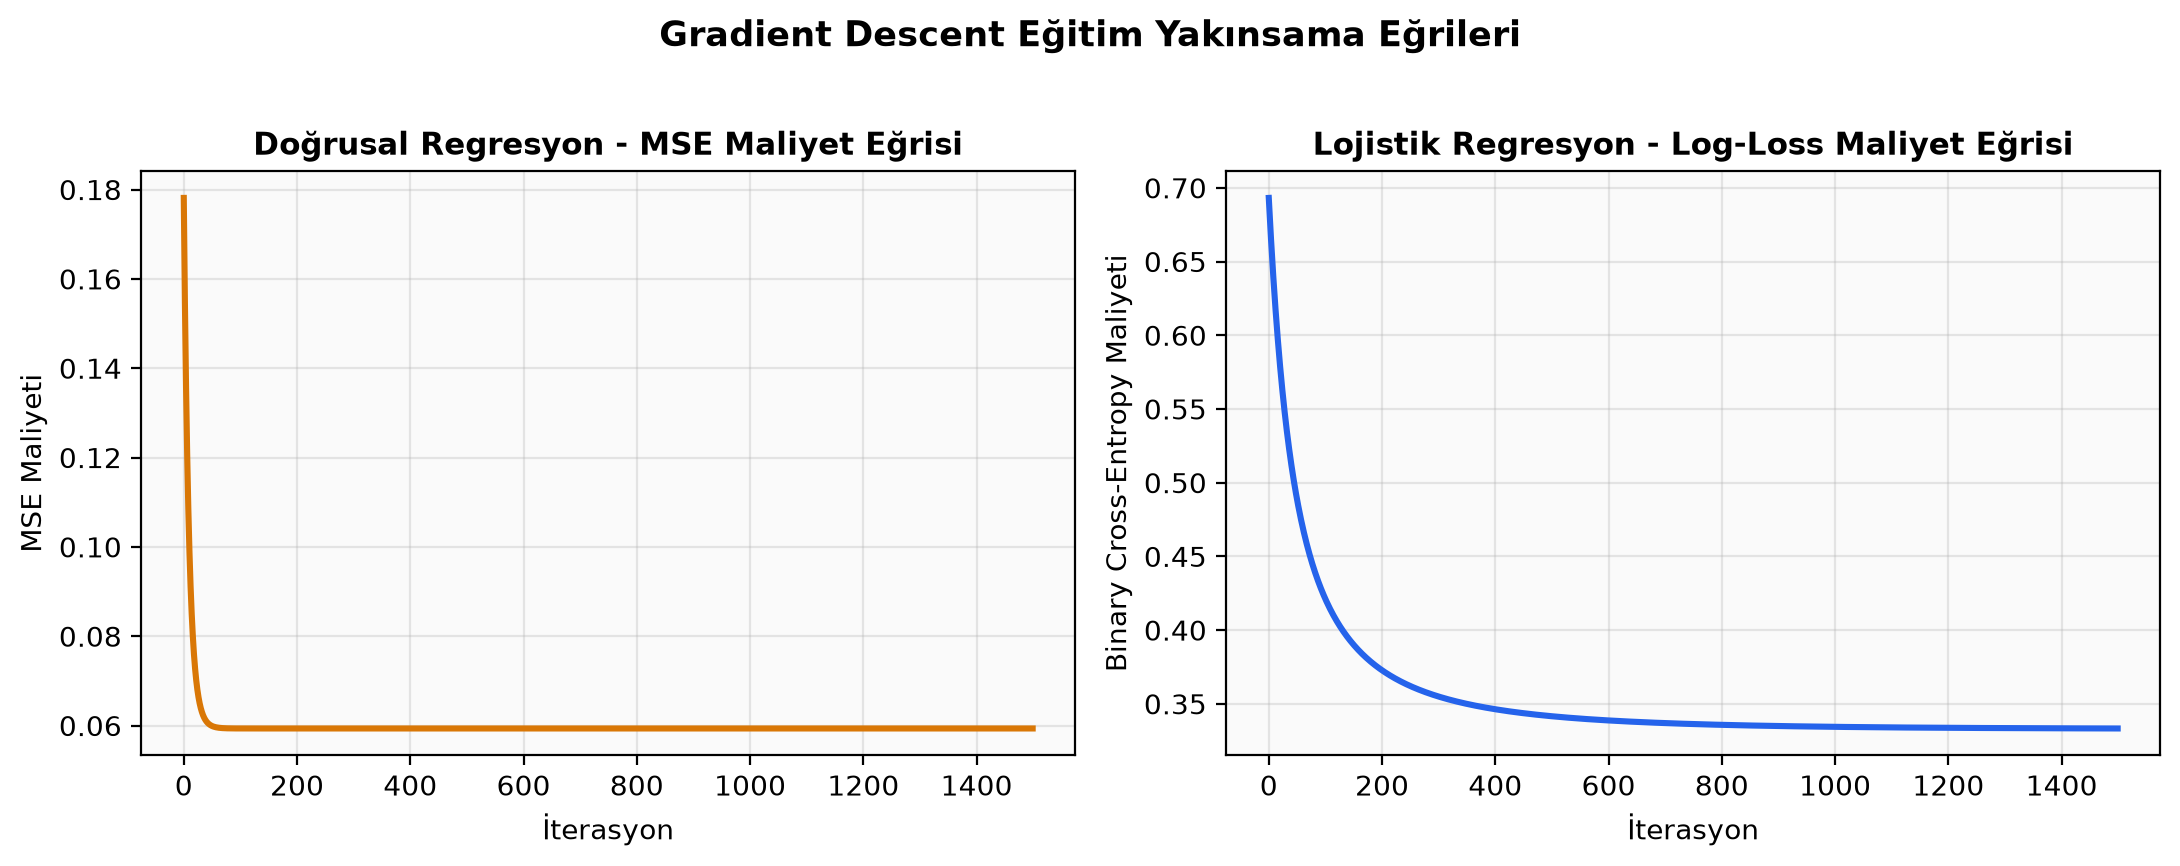 Gradient Descent Eğitim Yakınsama Eğrileri
Doğrusal Regresyon - MSE Maliyet Eğrisi
MSE Maliyeti
0.18
0.16
0.14
0.12
0.10
0.08
0.06
0 200 400 600 800 1000 1200 1400
İterasyon
Lojistik Regresyon - Log-Loss Maliyet Eğrisi
Binary Cross-Entropy Maliyeti
0.70
0.65
0.60
0.55
0.50
0.45
0.40
0.35
0 200 400 600 800 1000 1200 1400
İterasyon